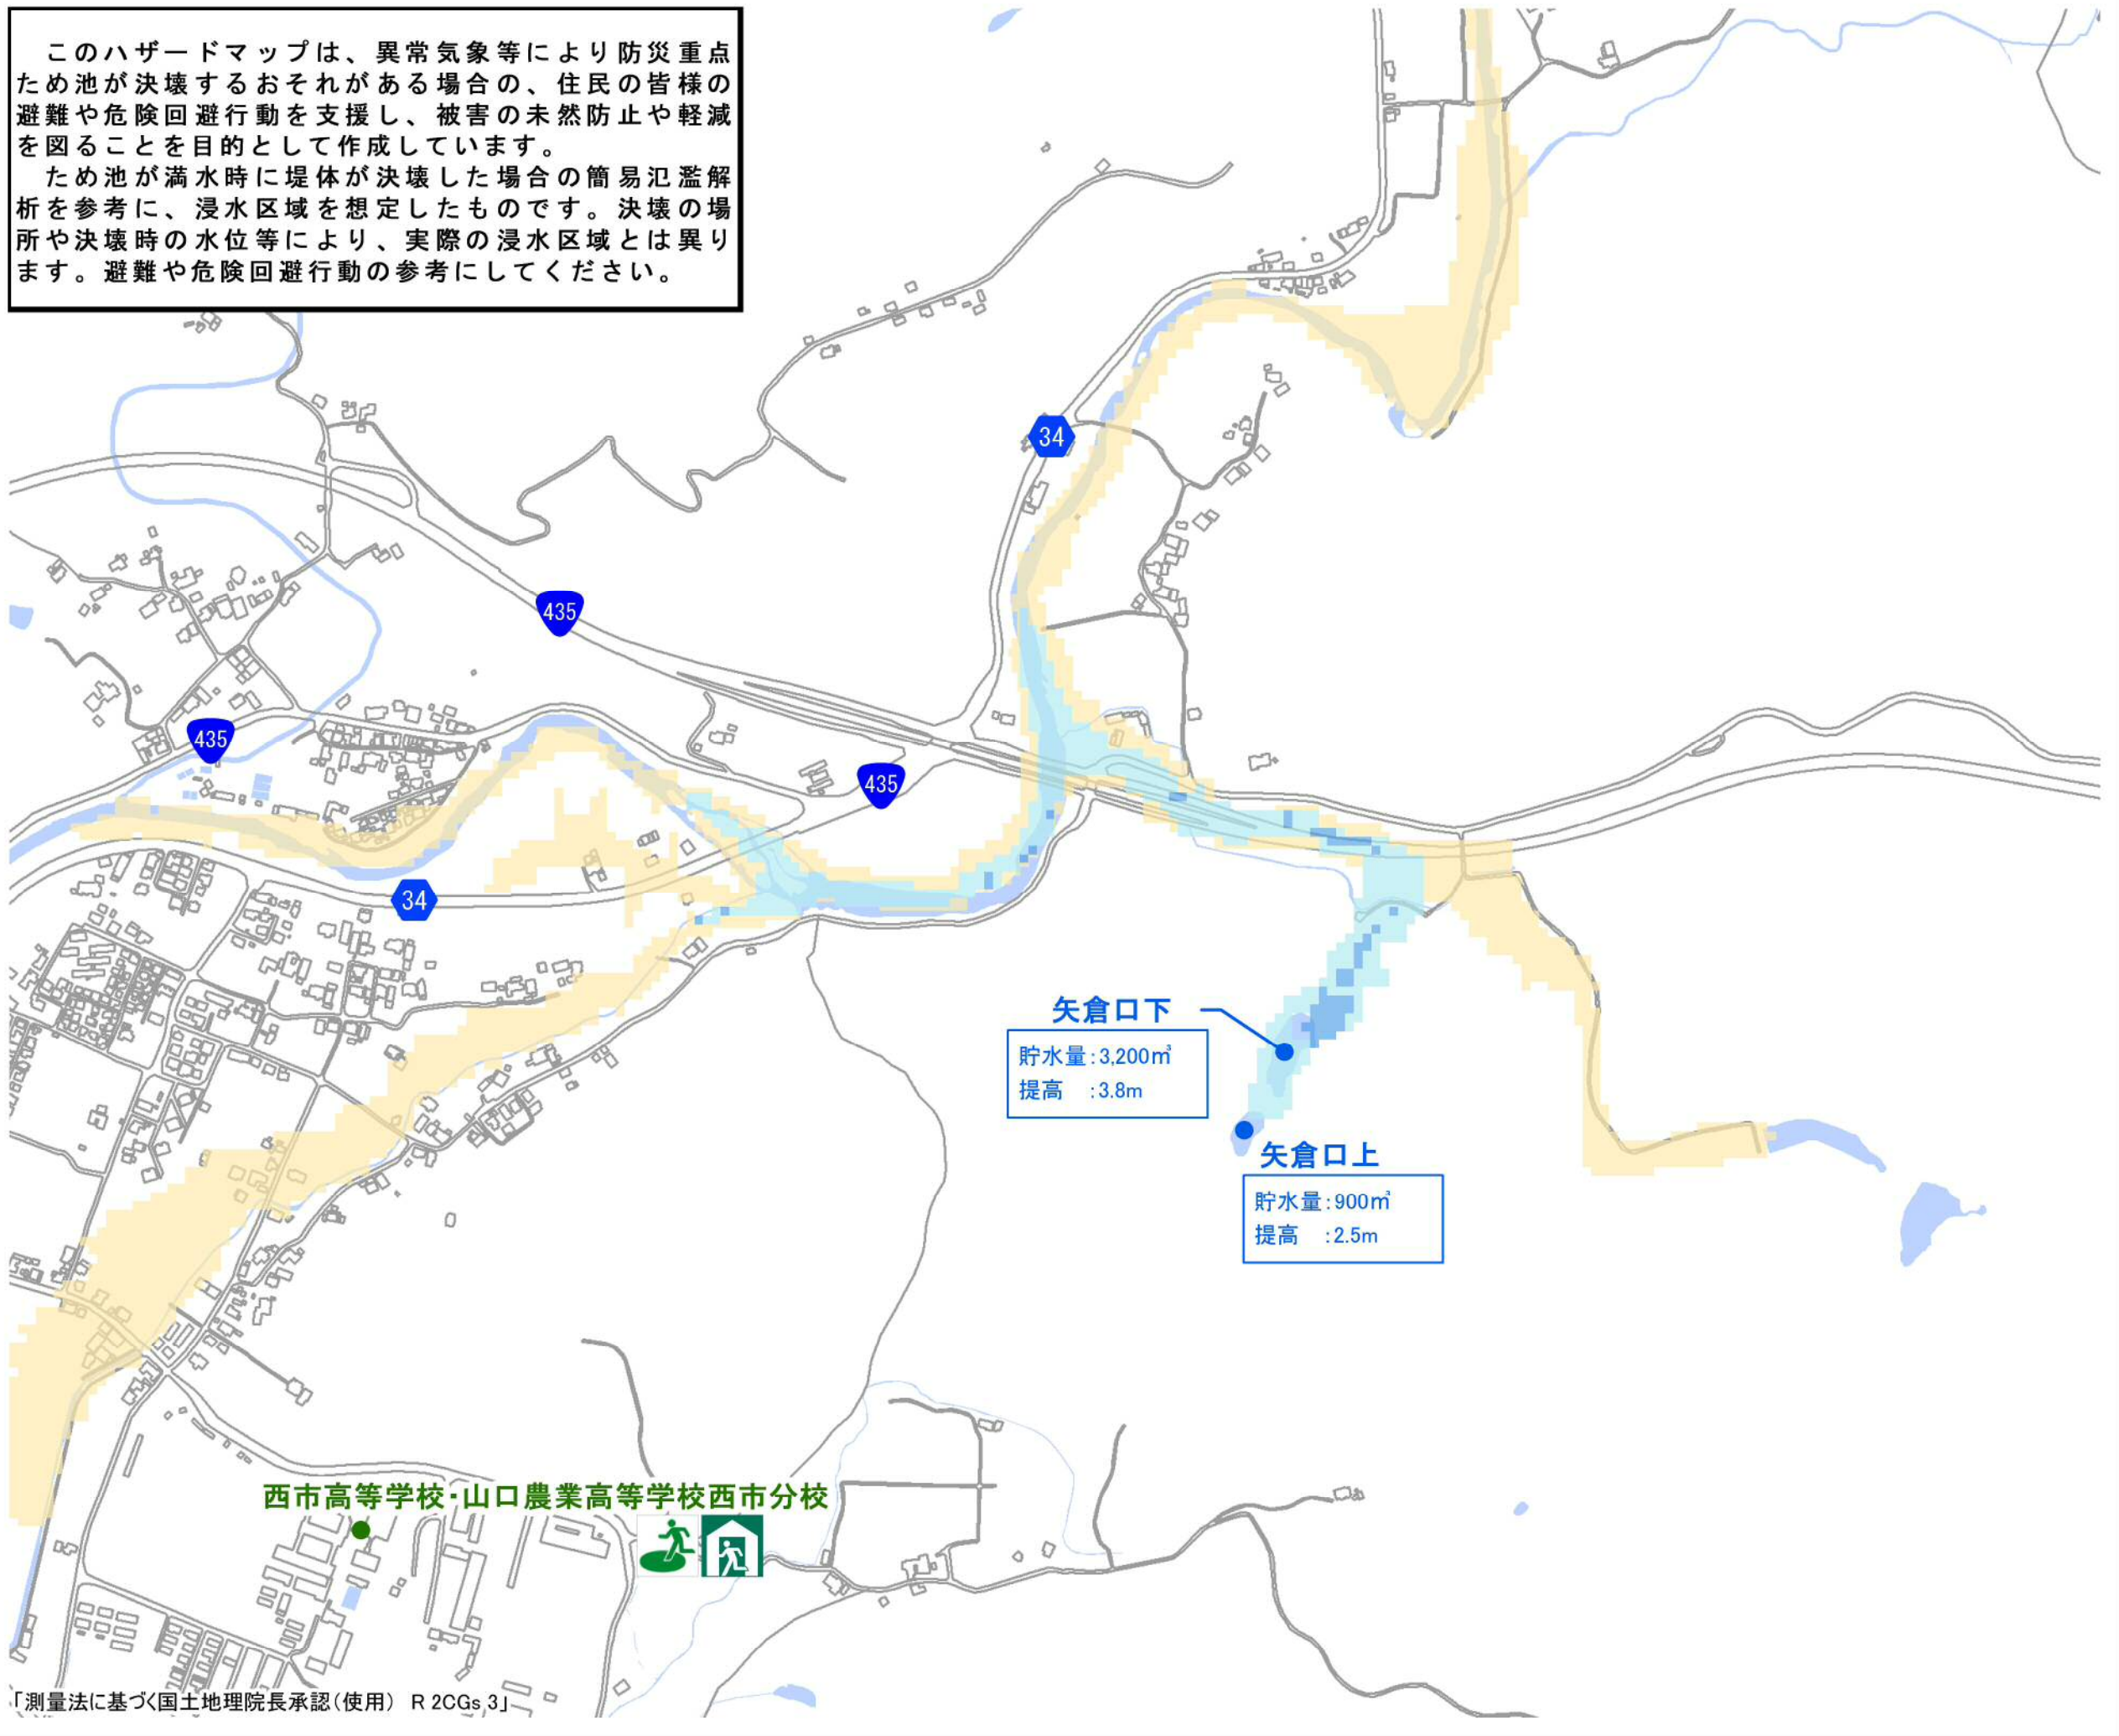 このハザードマップは、異常気象等により防災重点
ため池が決壊するおそれがある場合の、住民の皆様の
避難や危険回避行動を支援し、被害の未然防止や軽減
を図ることを目的として作成しています。
ため池が満水時に堤体が決壊した場合の簡易氾濫解
析を参考に、浸水区域を想定したものです。決壊の場
所や決壊時の水位等により、実際の浸水区域とは異り
ます。避難や危険回避行動の参考にしてください。
34
435
435
435
34
矢倉口下
貯水量:3,200㎥
提高 :3.8m
矢倉口上
貯水量:900㎥
提高 :2.5m
西市高等学校・山口農業高等学校西市分校
「測量法に基づく国土地理院長承認(使用) R 2CGs 3」